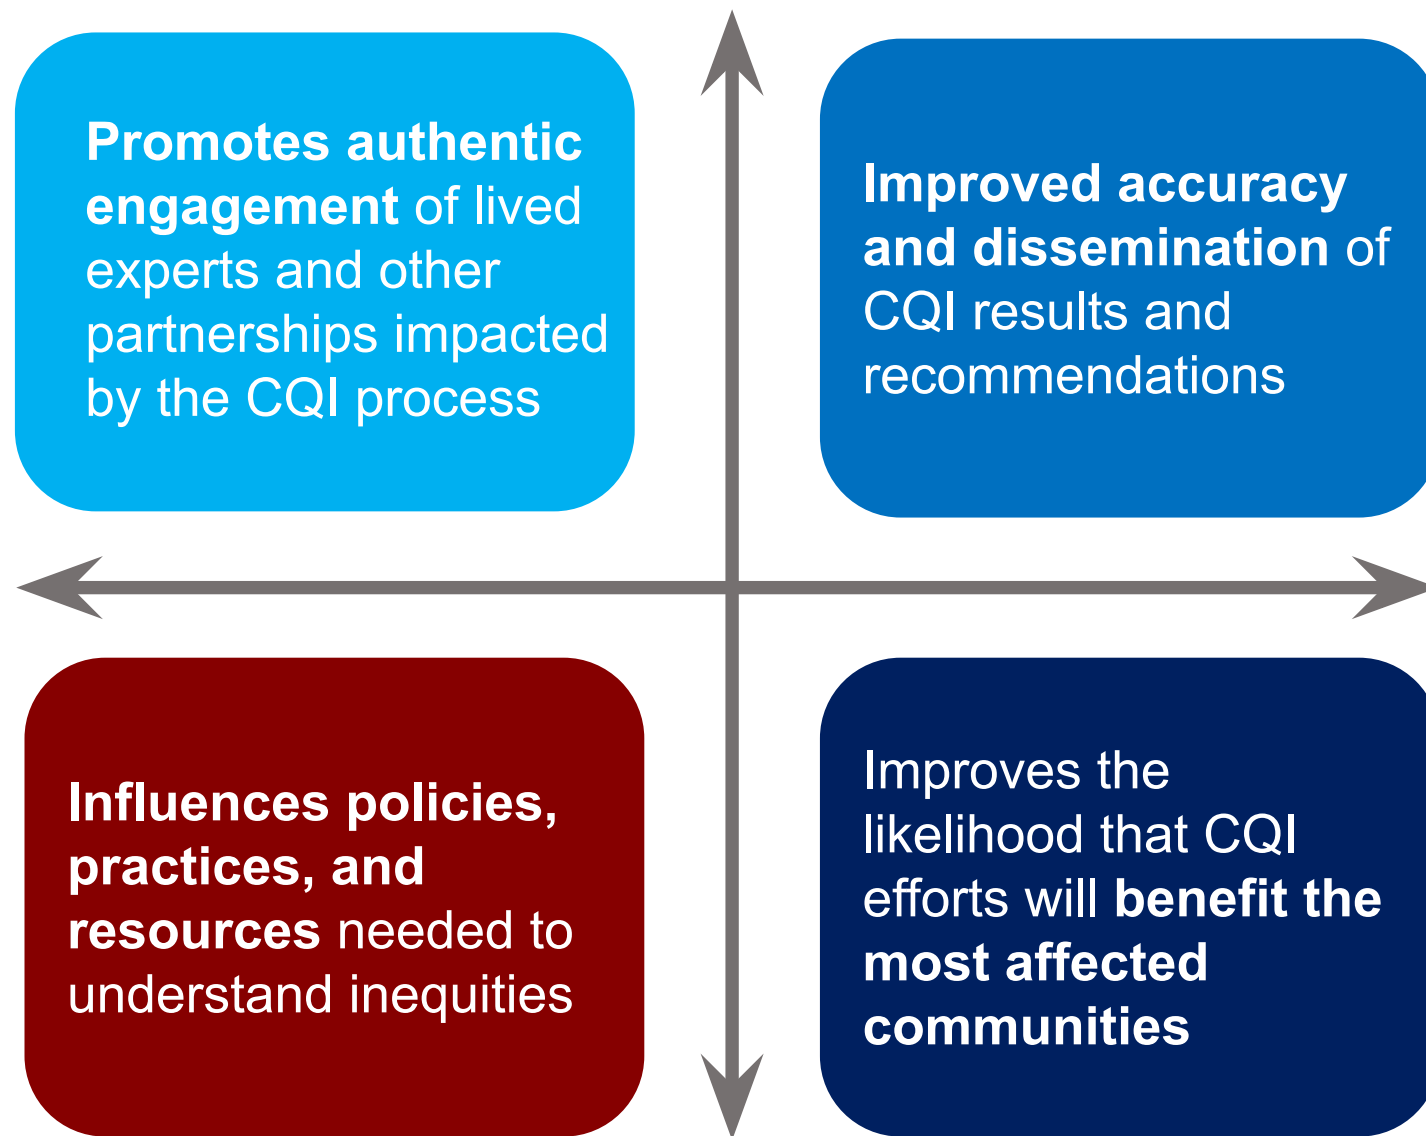 Promotes authentic
engagement of lived
experts and other
partnerships impacted
by the CQI process
Improved accuracy
and dissemination of
CQI results and
recommendations
Influences policies,
practices, and
resources needed to
understand inequities
Improves the
likelihood that CQI
efforts will benefit the
most affected
communities